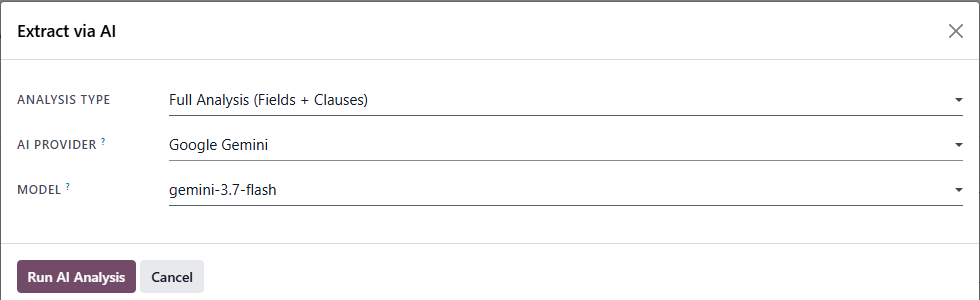 Extract via AI
ANALYSIS TYPE Full Analysis (Fields + Clauses)
AI PROVIDER ? Google Gemini
MODEL ? gemini-3.7-flash
Run AI Analysis Cancel